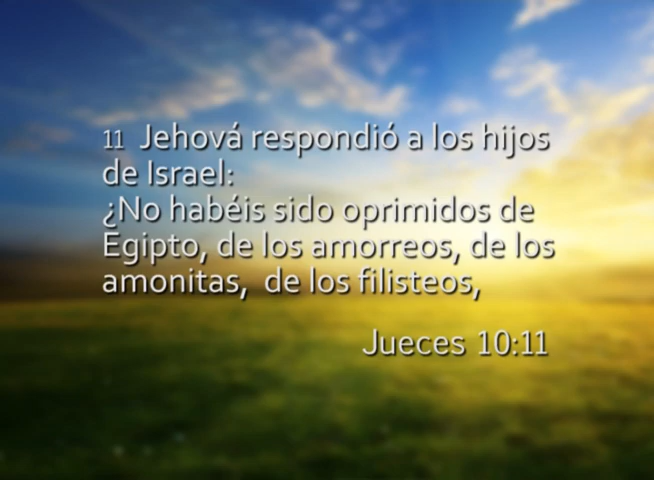 11 Jehová respondió a los hijos
de Israel:
¿No habéis sido oprimidos de
Egipto, de los amorreos, de los
amonitas, de los filisteos,
Jueces 10:11